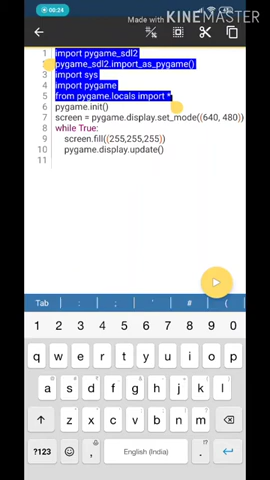 00:24
MADE WITH
KINEMASTER
1 import pygame_sdl2
2 pygame_sdl2.import_as_pygame()
3 import sys
4 import pygame
5 from pygame.locals import *
6 pygame.init()
7 screen = pygame.display.set_mode((640, 480))
8 while True:
9 screen.fill((255,255,255))
10 pygame.display.update()
11
Tab : ; ' # (
1 2 3 4 5 6 7 8 9 0
q w e r t y u i o p
a s d f g h j k l
z x c v b n m
?123 , English (India) .